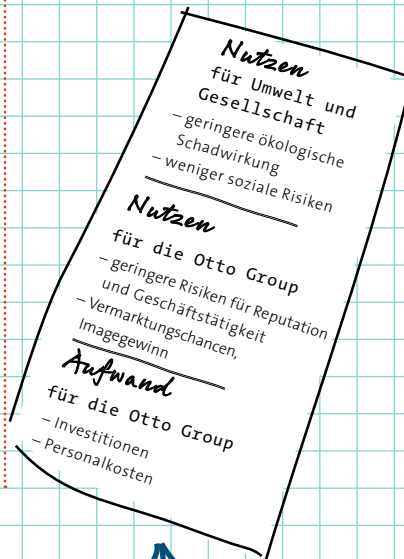 Nutzen
für Umwelt und
Gesellschaft
– geringere ökologische
Schadwirkung
– weniger soziale Risiken
Nutzen
für die Otto Group
– geringere Risiken für Reputation
und Geschäftstätigkeit
– Vermarktungschancen,
Imagegewinn
Aufwand
für die Otto Group
– Investitionen
– Personalkosten